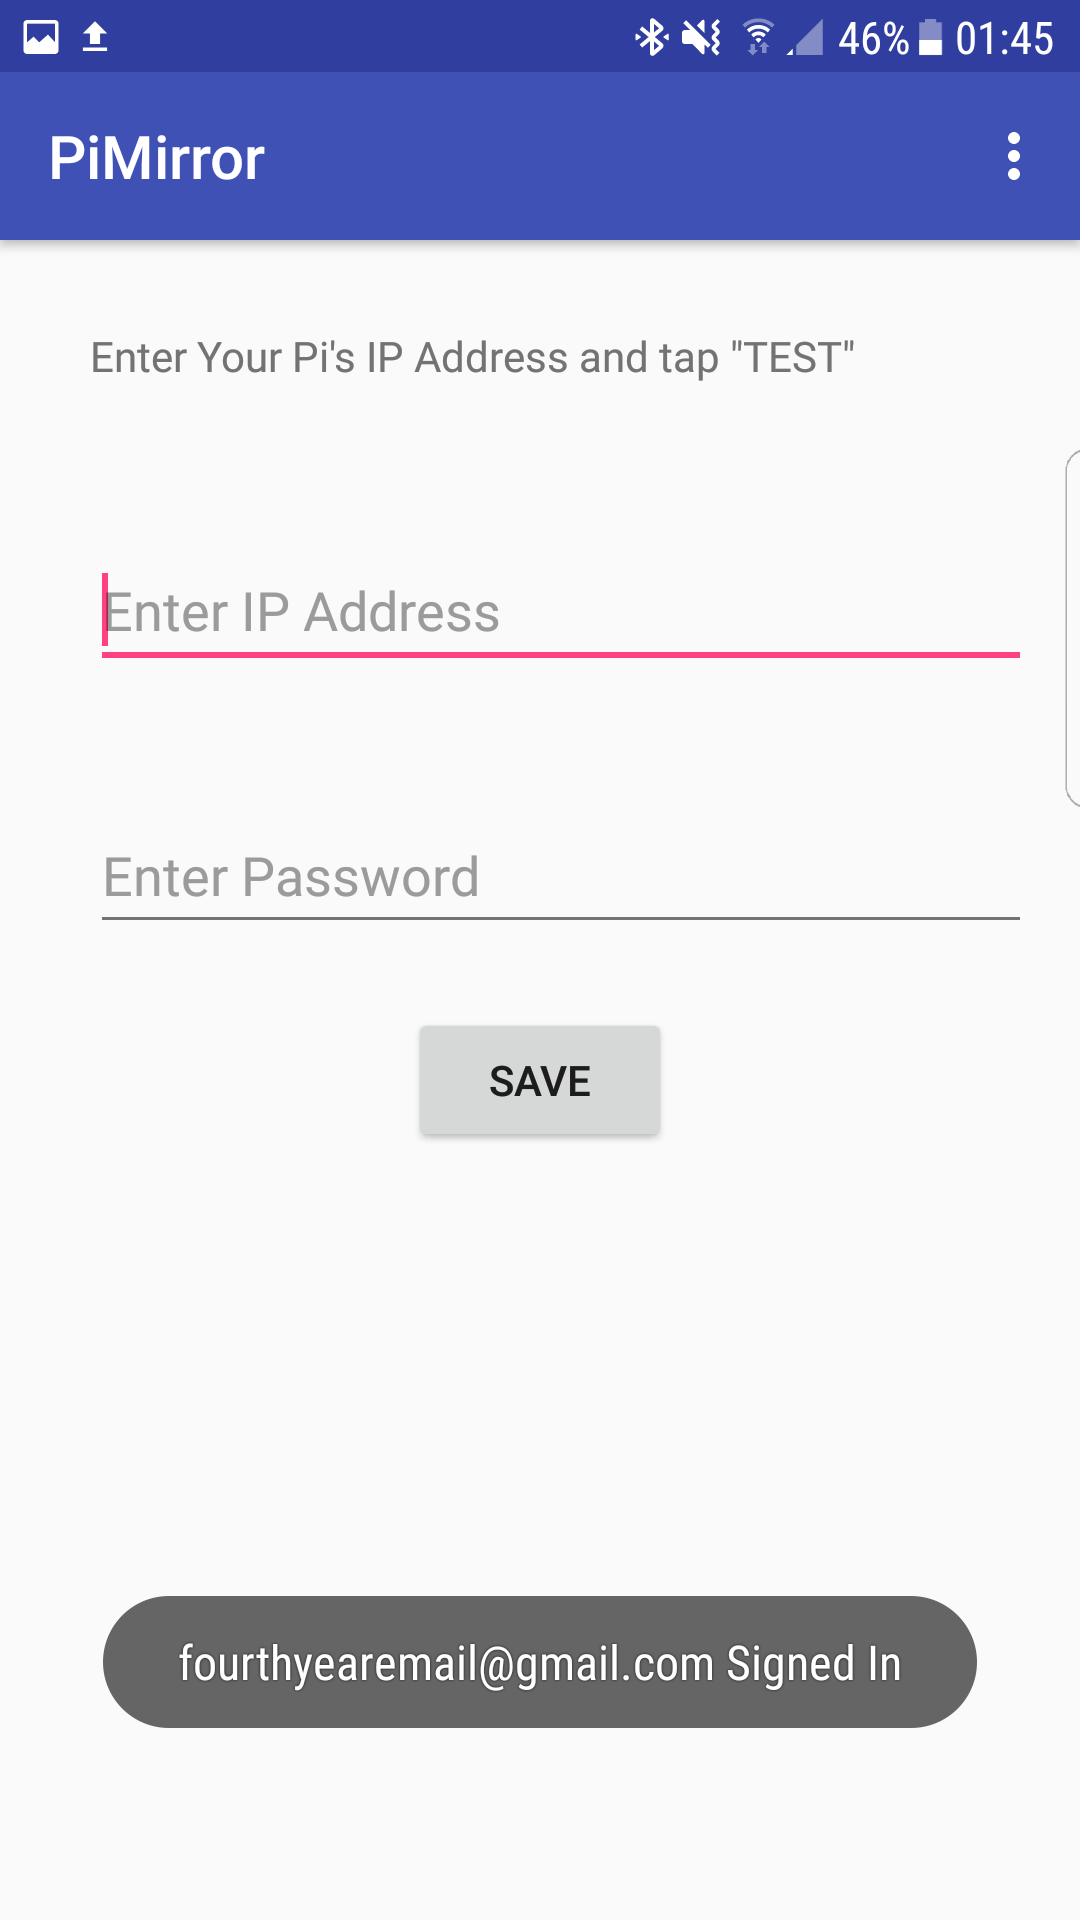 46% 01:45
PiMirror
Enter Your Pi's IP Address and tap "TEST"
Enter IP Address
Enter Password
SAVE
fourthyearemail@gmail.com Signed In